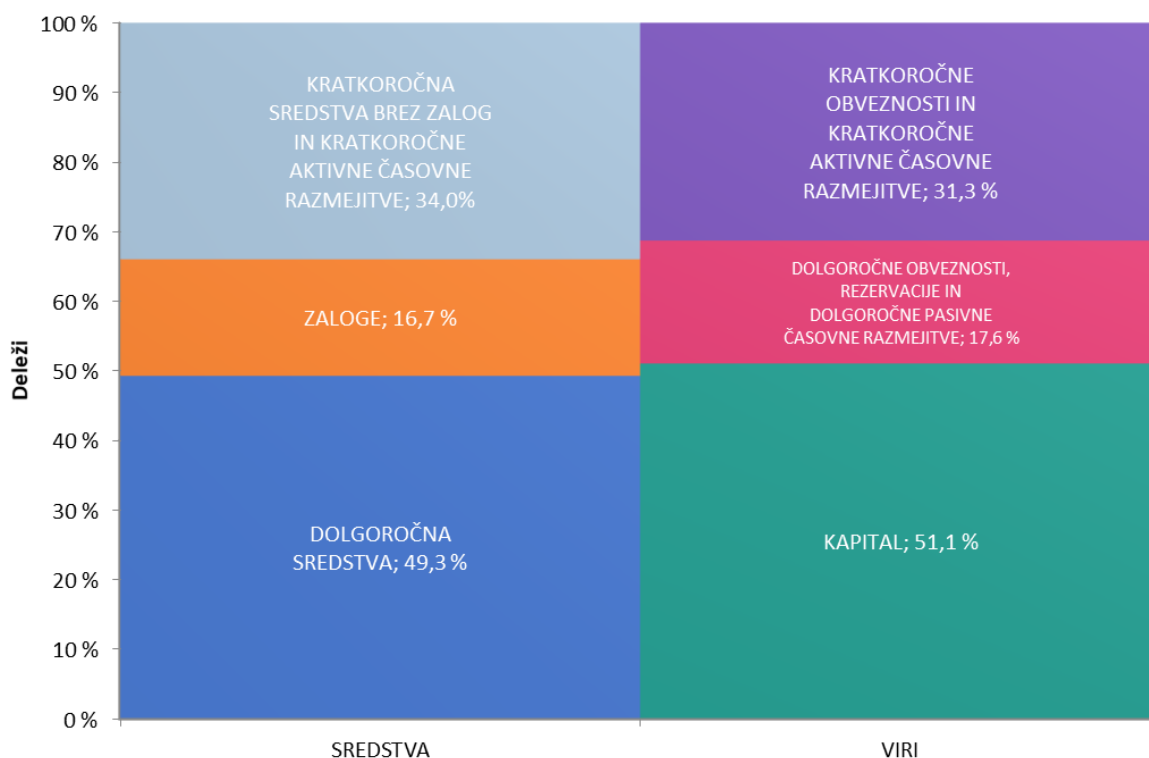 100 %
90 %
80 %
70 %
60 %
50 %
40 %
30 %
20 %
10 %
0 %
Deleži
KRATKOROČNA
SREDSTVA BREZ ZALOG
IN KRATKOROČNE
AKTIVNE ČASOVNE
RAZMEJITVE; 34,0%
ZALOGE; 16,7 %
DOLGOROČNA
SREDSTVA; 49,3 %
KRATKOROČNE
OBVEZNOSTI IN
KRATKOROČNE
AKTIVNE ČASOVNE
RAZMEJITVE; 31,3 %
DOLGOROČNE OBVEZNOSTI,
REZERVACIJE IN
DOLGOROČNE PASIVNE
ČASOVNE RAZMEJITVE; 17,6 %
KAPITAL; 51,1 %
SREDSTVA
VIRI